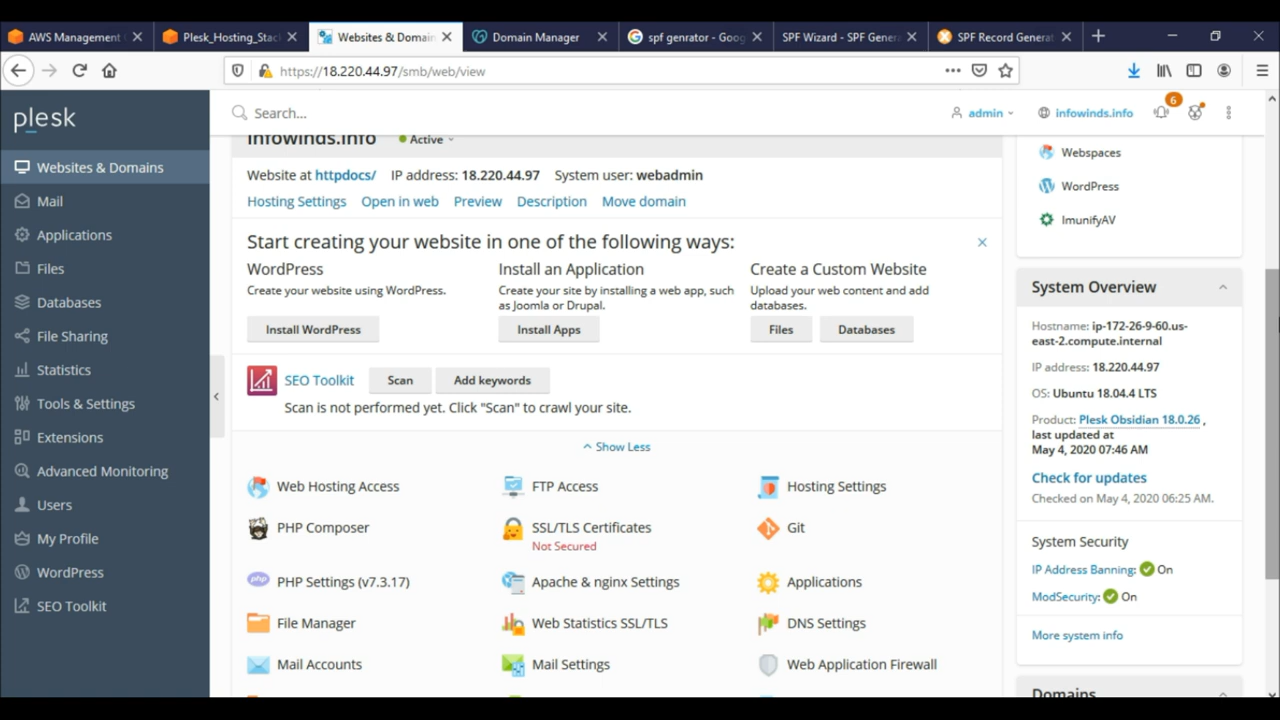 AWS Management
Plesk_Hosting_Stac
Websites & Domain
Domain Manager
spf genrator - Goog
SPF Wizard - SPF Gener
SPF Record Generat
https://18.220.44.97/smb/web/view
plesk
Search...
admin
infowinds.info
6
Websites & Domains
Mail
Applications
Files
Databases
File Sharing
Statistics
Tools & Settings
Extensions
Advanced Monitoring
Users
My Profile
WordPress
SEO Toolkit
infowinds.info
Active
Website at httpdocs/ IP address: 18.220.44.97 System user: webadmin
Hosting Settings Open in web Preview Description Move domain
Start creating your website in one of the following ways:
WordPress
Create your website using WordPress.
Install WordPress
Install an Application
Create your site by installing a web app, such
as Joomla or Drupal.
Install Apps
Create a Custom Website
Upload your web content and add
databases.
Files
Databases
SEO Toolkit
Scan
Add keywords
Scan is not performed yet. Click "Scan" to crawl your site.
Show Less
Web Hosting Access
FTP Access
Hosting Settings
PHP Composer
SSL/TLS Certificates
Not Secured
Git
PHP Settings (v7.3.17)
Apache & nginx Settings
Applications
File Manager
Web Statistics SSL/TLS
DNS Settings
Mail Accounts
Mail Settings
Web Application Firewall
Webspaces
WordPress
ImunifyAV
System Overview
Hostname: ip-172-26-9-60.us-
east-2.compute.internal
IP address: 18.220.44.97
OS: Ubuntu 18.04.4 LTS
Product: Plesk Obsidian 18.0.26 ,
last updated at
May 4, 2020 07:46 AM
Check for updates
Checked on May 4, 2020 06:25 AM.
System Security
IP Address Banning: On
ModSecurity: On
More system info
Domains